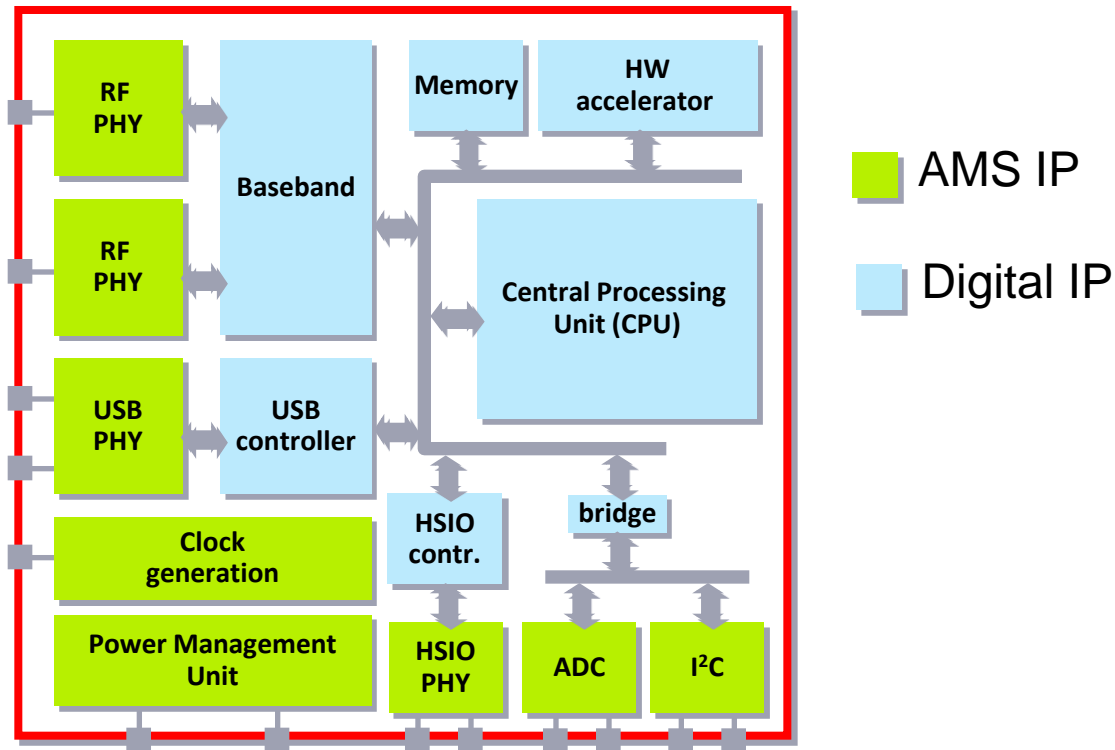 RF
PHY
Baseband
Memory
HW
accelerator
AMS IP
RF
PHY
Digital IP
Central Processing
Unit (CPU)
USB
PHY
USB
controller
HSIO
contr.
bridge
Clock
generation
Power Management
Unit
HSIO
PHY
ADC
I²C